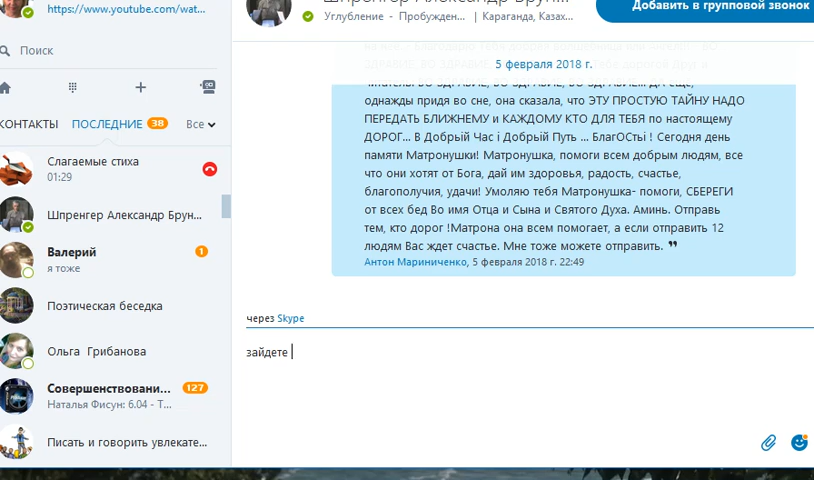 https://www.youtube.com/wat...
Поиск
КОНТАКТЫ
ПОСЛЕДНИЕ 38
Все
Слагаемые стиха
01:29
Шпренгер Александр Брун...
Валерий
1
я тоже
Поэтическая беседка
Ольга Грибанова
Совершенствовани...
127
Наталья Фисун: 6.04 - Т...
Писать и говорить увлекате...
Шпренгер Александр Брун...
Углубление - Пробужден... | Караганда, Казах...
Добавить в групповой звонок
5 февраля 2018 г.
однажды придя во сне, она сказала, что ЭТУ ПРОСТУЮ ТАЙНУ НАДО
ПЕРЕДАТЬ БЛИЖНЕМУ и КАЖДОМУ КТО ДЛЯ ТЕБЯ по настоящему
ДОРОГ... В Добрый Час i Добрый Путь ... БлагОСтьi ! Сегодня день
памяти Матронушки! Матронушка, помоги всем добрым людям, все
что они хотят от Бога, дай им здоровья, радость, счастье,
благополучия, удачи! Умоляю тебя Матронушка- помоги, СБЕРЕГИ
от всех бед Во имя Отца и Сына и Святого Духа. Аминь. Отправь
тем, кто дорог !Матрона она всем помогает, а если отправить 12
людям Вас ждет счастье. Мне тоже можете отправить. ❞
Антон Мариниченко, 5 февраля 2018 22:49
через Skype
зайдете